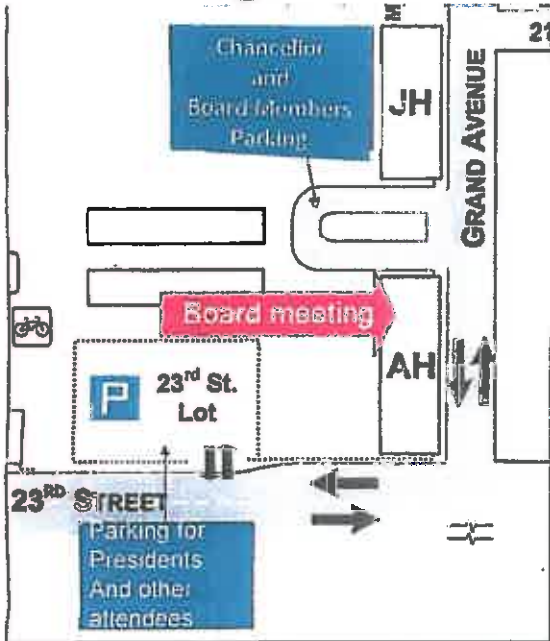 21
Chancellor
and
Board Members
Parking
JH
GRAND AVENUE
Board meeting
AH
P
23rd St.
Lot
23RD STREET
Parking for
Presidents
And other
attendees